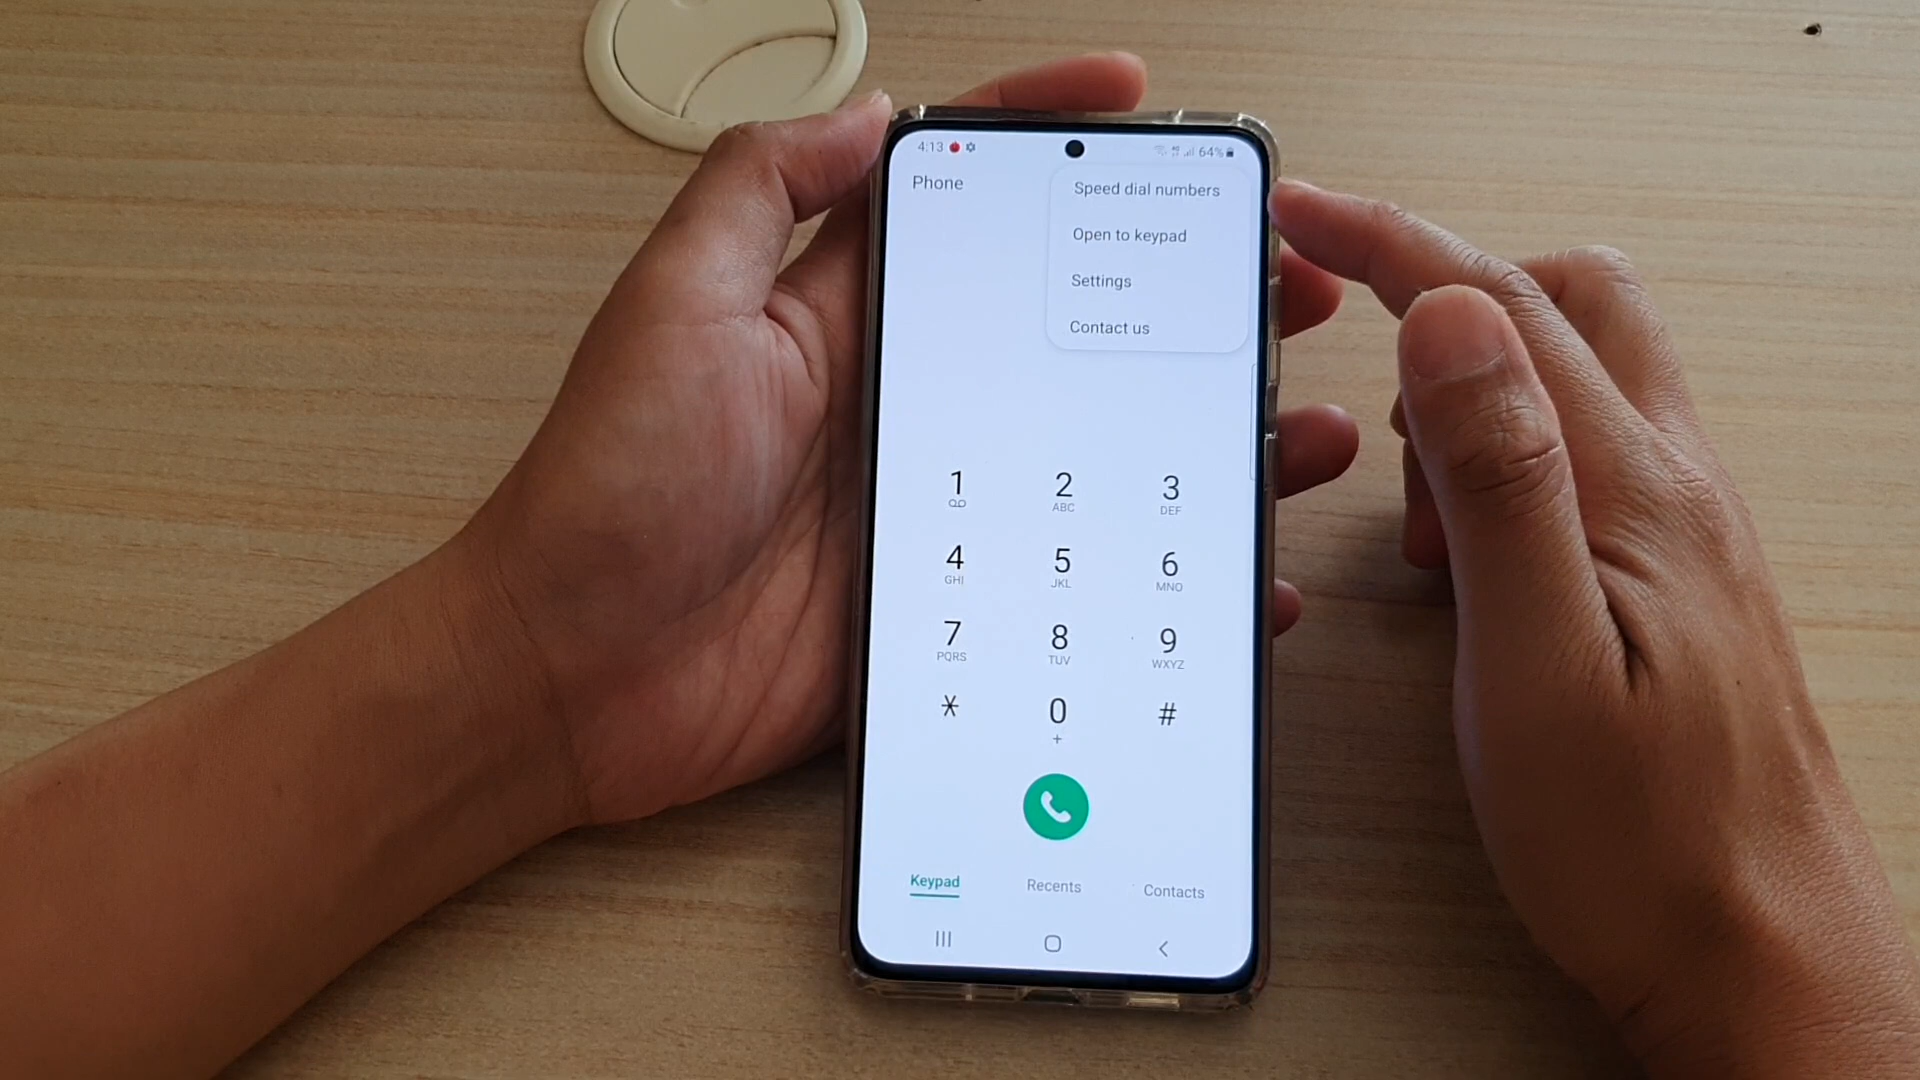 4:13
64%
Phone
Speed dial numbers
Open to keypad
Settings
Contact us
1 2 3
ABC DEF
4 5 6
GHI JKL MNO
7 8 9
PQRS TUV WXYZ
* 0 #
+
Keypad Recents Contacts